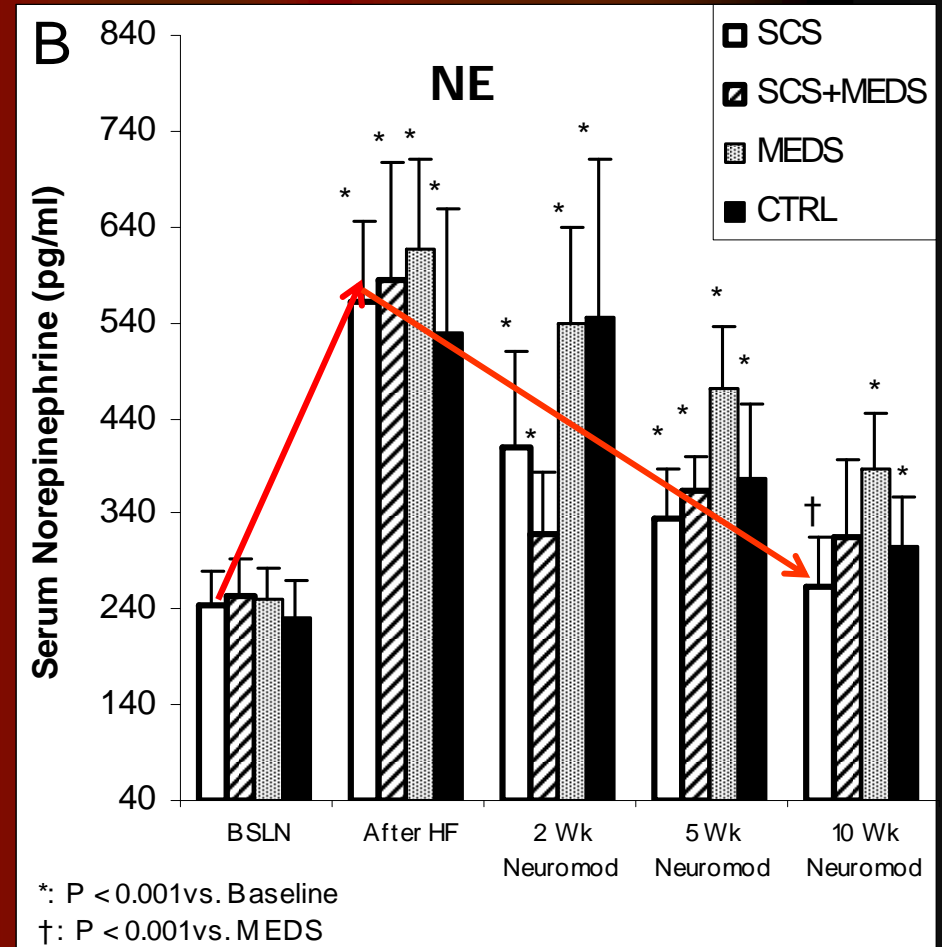 B
NE
SCS
SCS+MEDS
MEDS
CTRL
Serum Norepinephrine (pg/ml)
840
740
640
540
440
340
240
140
40
* * * * * * * * * * * * * † * *
BSLN
After HF
2 Wk
Neuromod
5 Wk
Neuromod
10 Wk
Neuromod
*: P < 0.001vs. Baseline
†: P < 0.001vs. MEDS